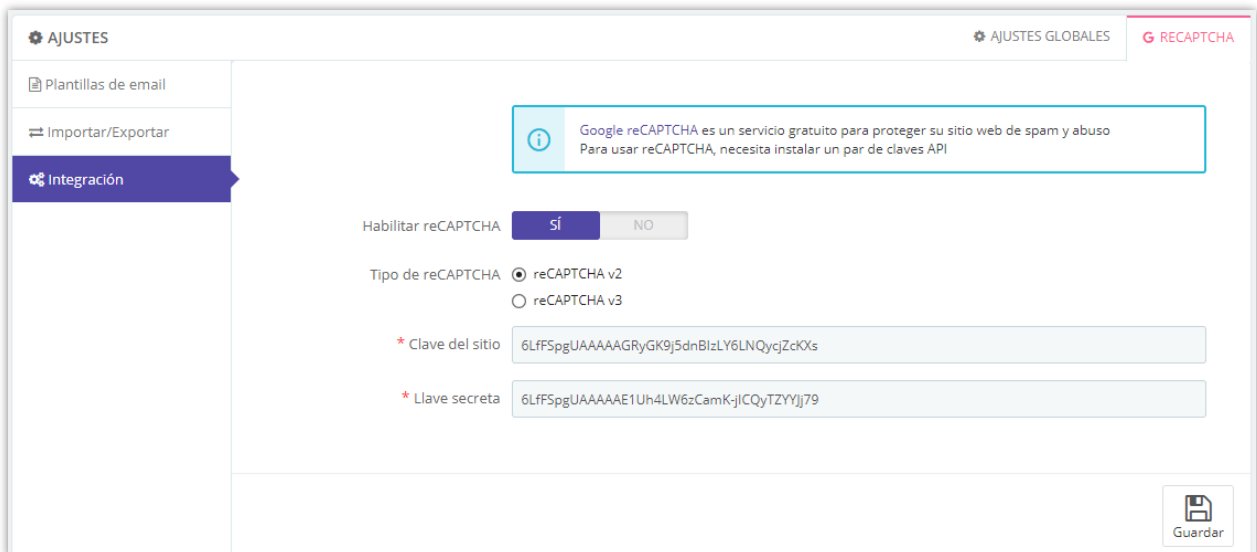 AJUSTES
AJUSTES GLOBALES
RECAPTCHA
Plantillas de email
Importar/Exportar
Integración
Google reCAPTCHA es un servicio gratuito para proteger su sitio web de spam y abuso
Para usar reCAPTCHA, necesita instalar un par de claves API
Habilitar reCAPTCHA
SÍ
NO
Tipo de reCAPTCHA
reCAPTCHA v2
reCAPTCHA v3
* Clave del sitio
6LfFSpgUAAAAAGRyGK9j5dnBIzLY6LNQycjZcKXs
* Llave secreta
6LfFSpgUAAAAAE1Uh4LW6zCamK-jICQyTZYYJj79
Guardar